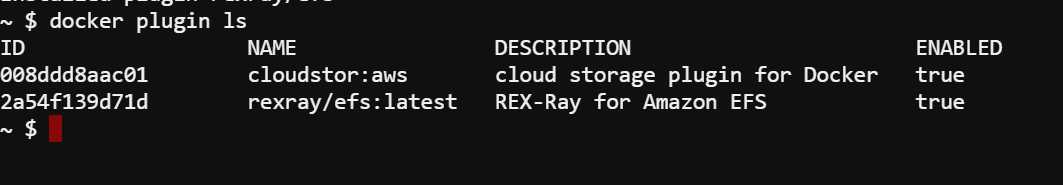 ~ $ docker plugin ls
ID NAME DESCRIPTION ENABLED
008ddd8aac01 cloudstor:aws cloud storage plugin for Docker true
2a54f139d71d rexray/efs:latest REX-Ray for Amazon EFS true
~ $